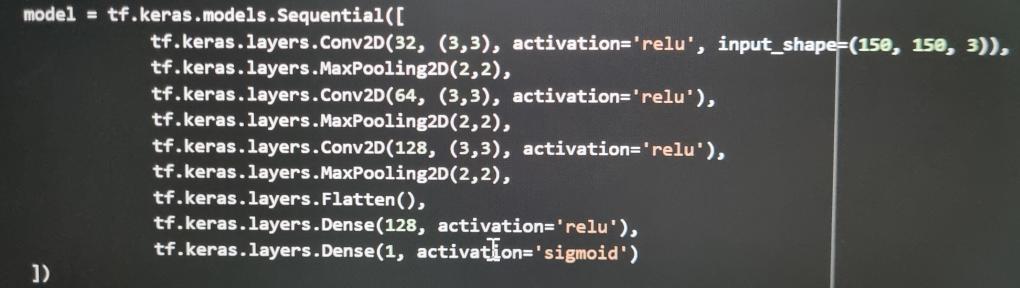 model = tf.keras.models.Sequential([
tf.keras.layers.Conv2D(32, (3,3), activation='relu', input_shape=(150, 150, 3)),
tf.keras.layers.MaxPooling2D(2,2),
tf.keras.layers.Conv2D(64, (3,3), activation='relu'),
tf.keras.layers.MaxPooling2D(2,2),
tf.keras.layers.Conv2D(128, (3,3), activation='relu'),
tf.keras.layers.MaxPooling2D(2,2),
tf.keras.layers.Flatten(),
tf.keras.layers.Dense(128, activation='relu'),
tf.keras.layers.Dense(1, activation='sigmoid')
])